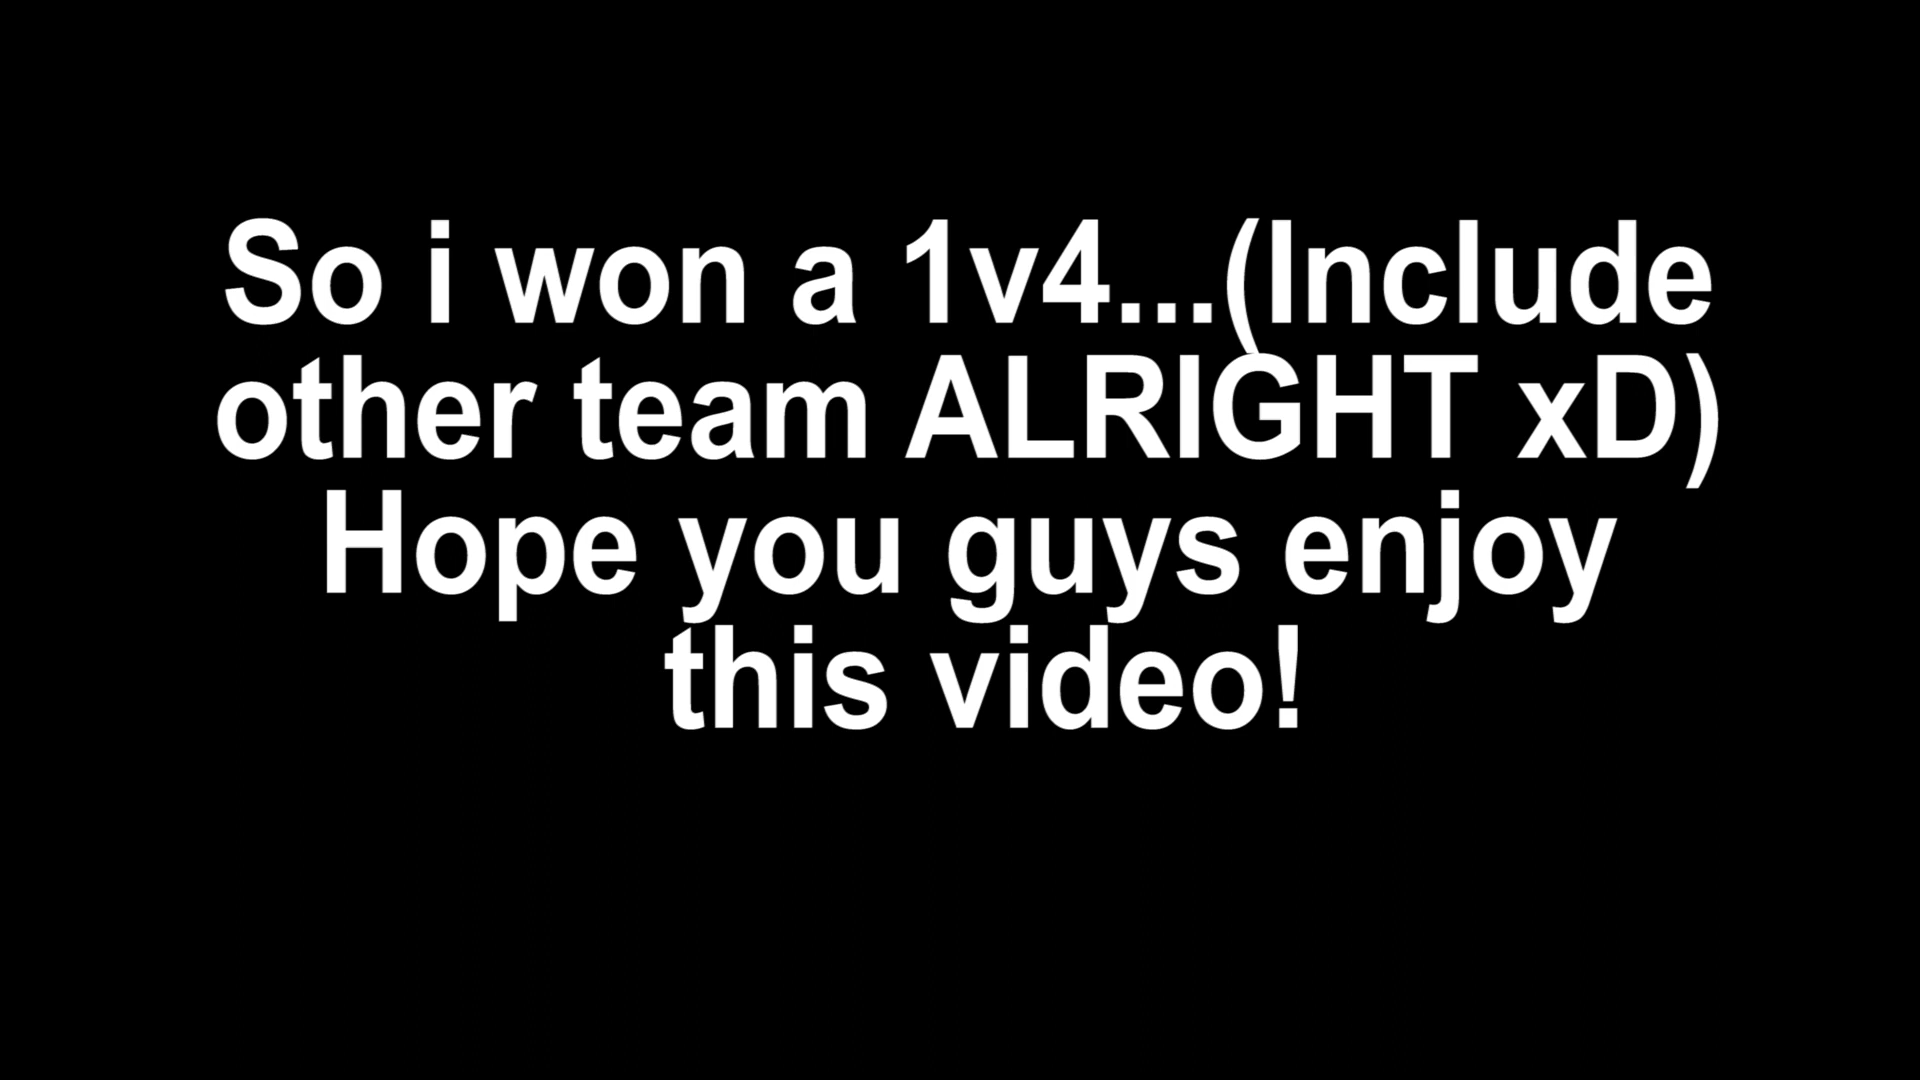 So i won a 1v4...(Include
other team ALRIGHT xD)
Hope you guys enjoy
this video!